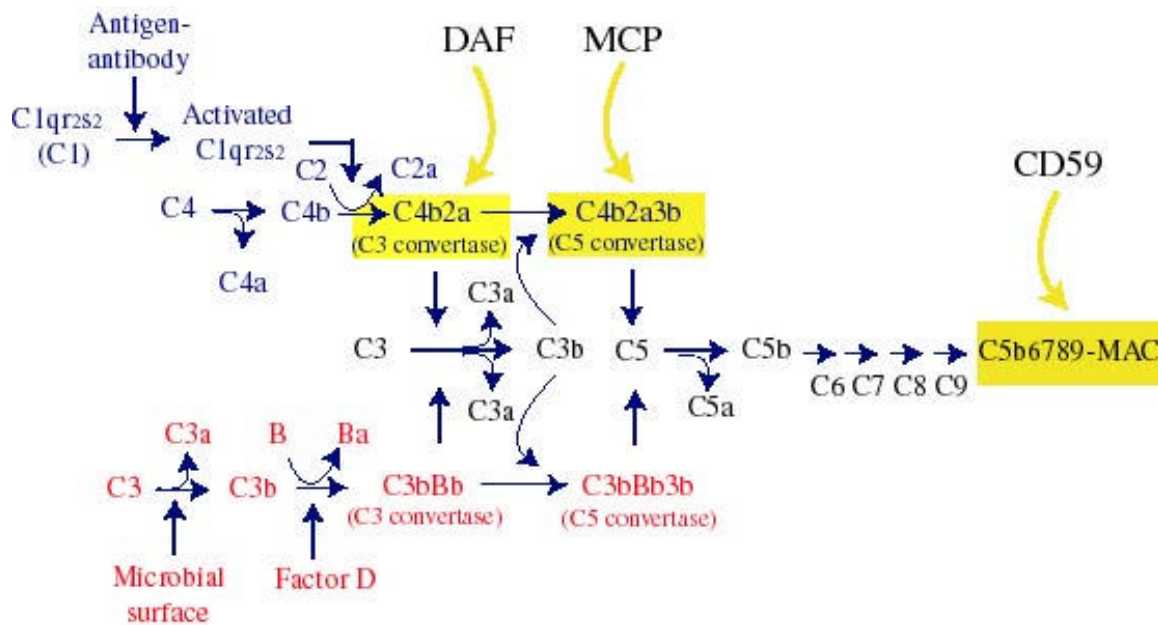 Antigen-
antibody
DAF
MCP
C1qr2s2
(C1)
Activated
C1qr2s2
C2
C2a
CD59
C4
C4b
C4b2a
(C3 convertase)
C4b2a3b
(C5 convertase)
C4a
C3a
C3
C3b
C5
C5b
C5b6789-MAC
C6
C7
C8
C9
C3a
C5a
C3a
B
Ba
C3
C3b
C3bBb
(C3 convertase)
C3bBb3b
(C5 convertase)
Microbial
surface
Factor D